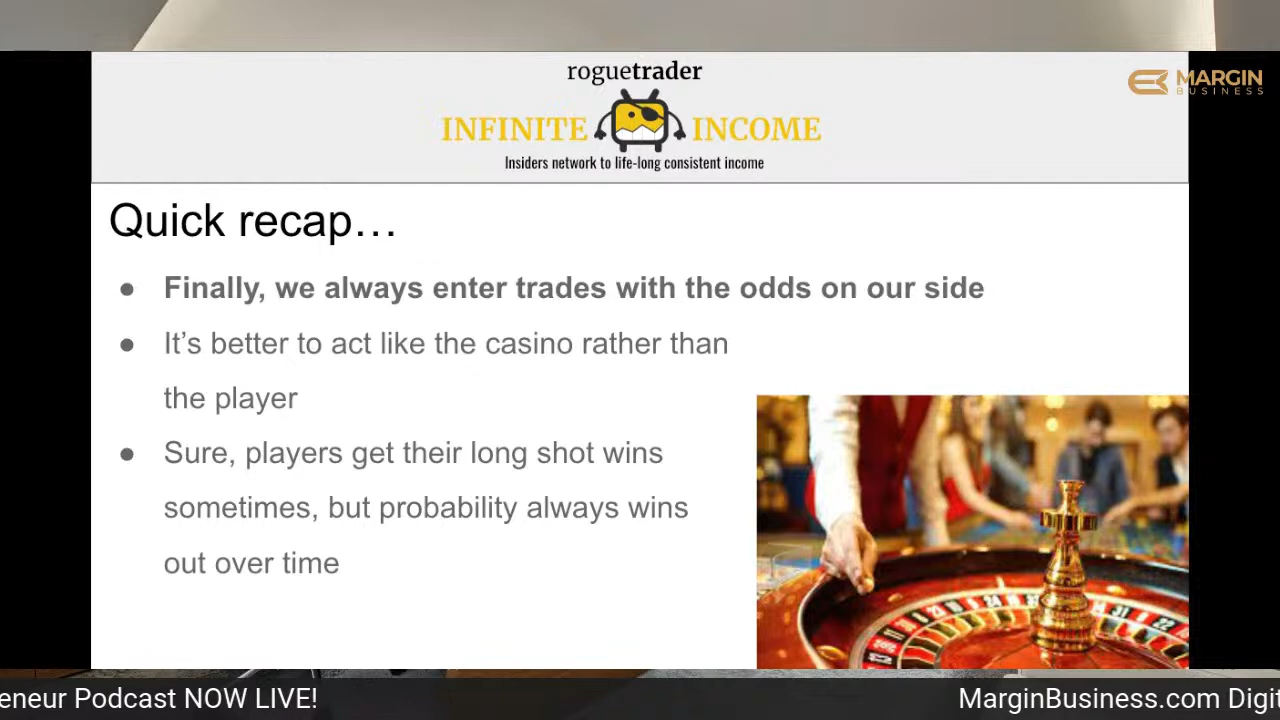 roguetrader
MARGIN
BUSINESS
INFINITE INCOME
Insiders network to life-long consistent income
Quick recap…
● Finally, we always enter trades with the odds on our side
● It’s better to act like the casino rather than
the player
● Sure, players get their long shot wins
sometimes, but probability always wins
out over time
eneur Podcast NOW LIVE!
MarginBusiness.com Digit